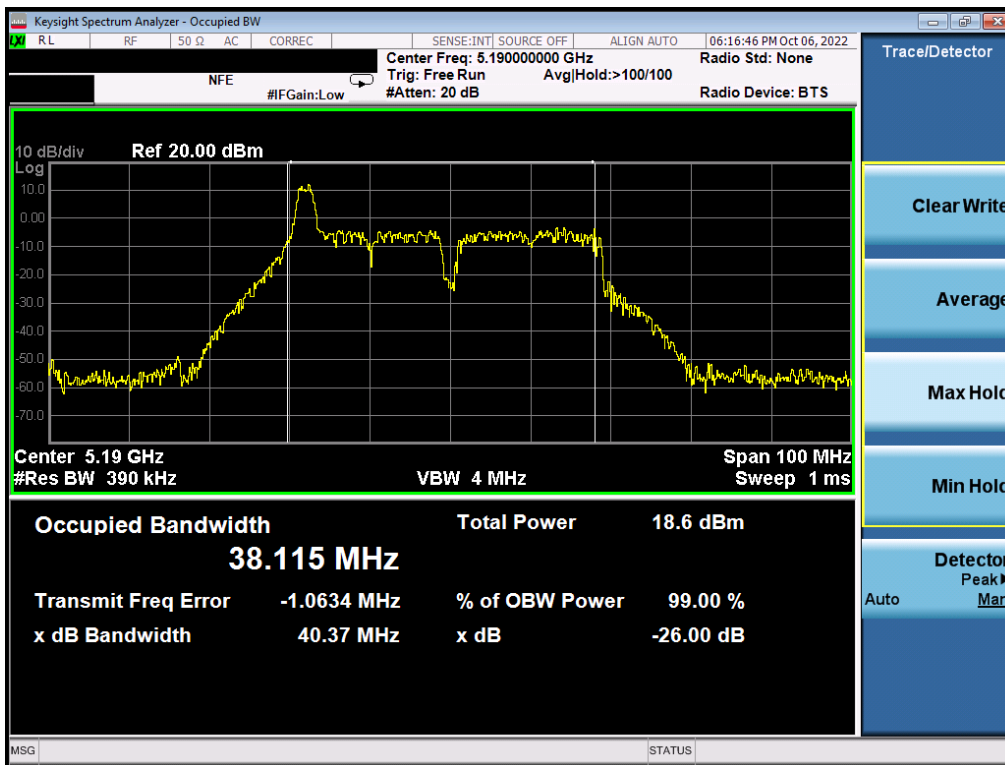 Keysight Spectrum Analyzer - Occupied BW
LXI RL RF 50 Ω AC CORREC SENSE:INT SOURCE OFF ALIGN AUTO 06:16:46 PM Oct 06, 2022
Center Freq: 5.190000000 GHz Radio Std: None
NFE Trig: Free Run Avg|Hold:>100/100
#IFGain:Low #Atten: 20 dB Radio Device: BTS
Trace/Detector
10 dB/div Ref 20.00 dBm
Log
10.0
0.00
-10.0
-20.0
-30.0
-40.0
-50.0
-60.0
-70.0
Center 5.19 GHz Span 100 MHz
#Res BW 390 kHz VBW 4 MHz Sweep 1 ms
Occupied Bandwidth Total Power 18.6 dBm
38.115 MHz
Transmit Freq Error -1.0634 MHz % of OBW Power 99.00 %
x dB Bandwidth 40.37 MHz x dB -26.00 dB
Clear Write
Average
Max Hold
Min Hold
Detector
Peak
Auto Man
MSG STATUS